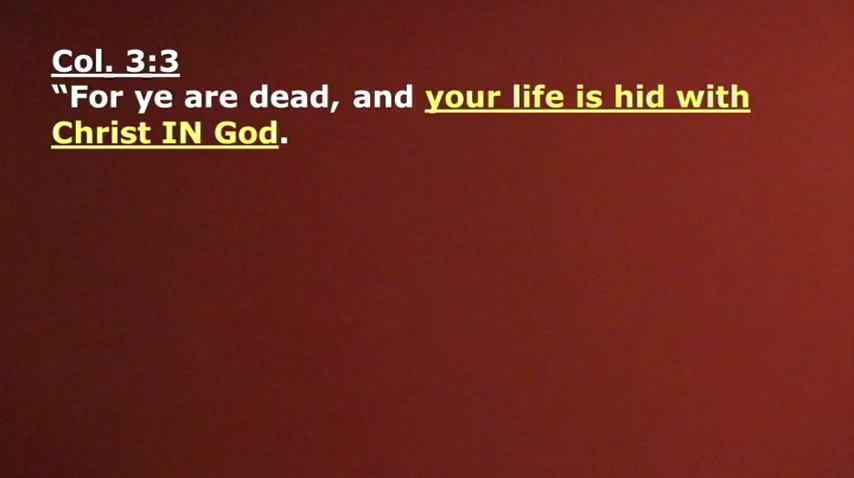 Col. 3:3
“For ye are dead, and your life is hid with
Christ IN God.